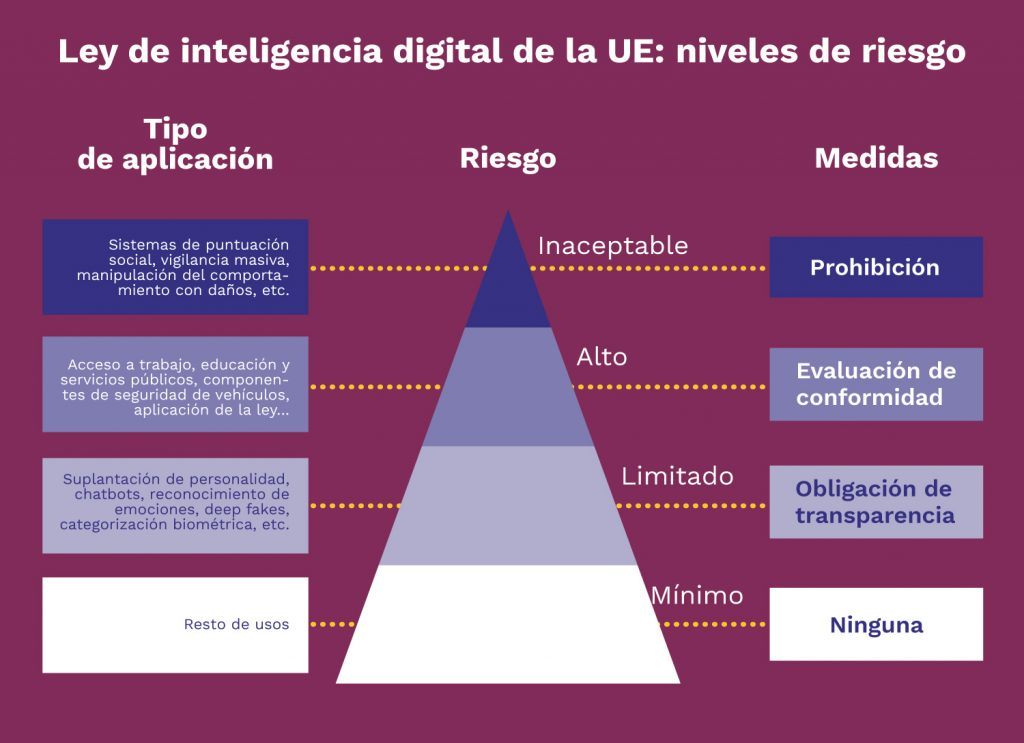 Ley de inteligencia digital de la UE: niveles de riesgo
Tipo
de aplicación
Riesgo
Medidas
Sistemas de puntuación
social, vigilancia masiva,
manipulación del comporta-
miento con daños, etc.
Inaceptable
Prohibición
Acceso a trabajo, educación y
servicios públicos, componen-
tes de seguridad de vehículos,
aplicación de la ley...
Alto
Evaluación de
conformidad
Suplantación de personalidad,
chatbots, reconocimiento de
emociones, deep fakes,
categorización biométrica, etc.
Limitado
Obligación de
transparencia
Resto de usos
Mínimo
Ninguna